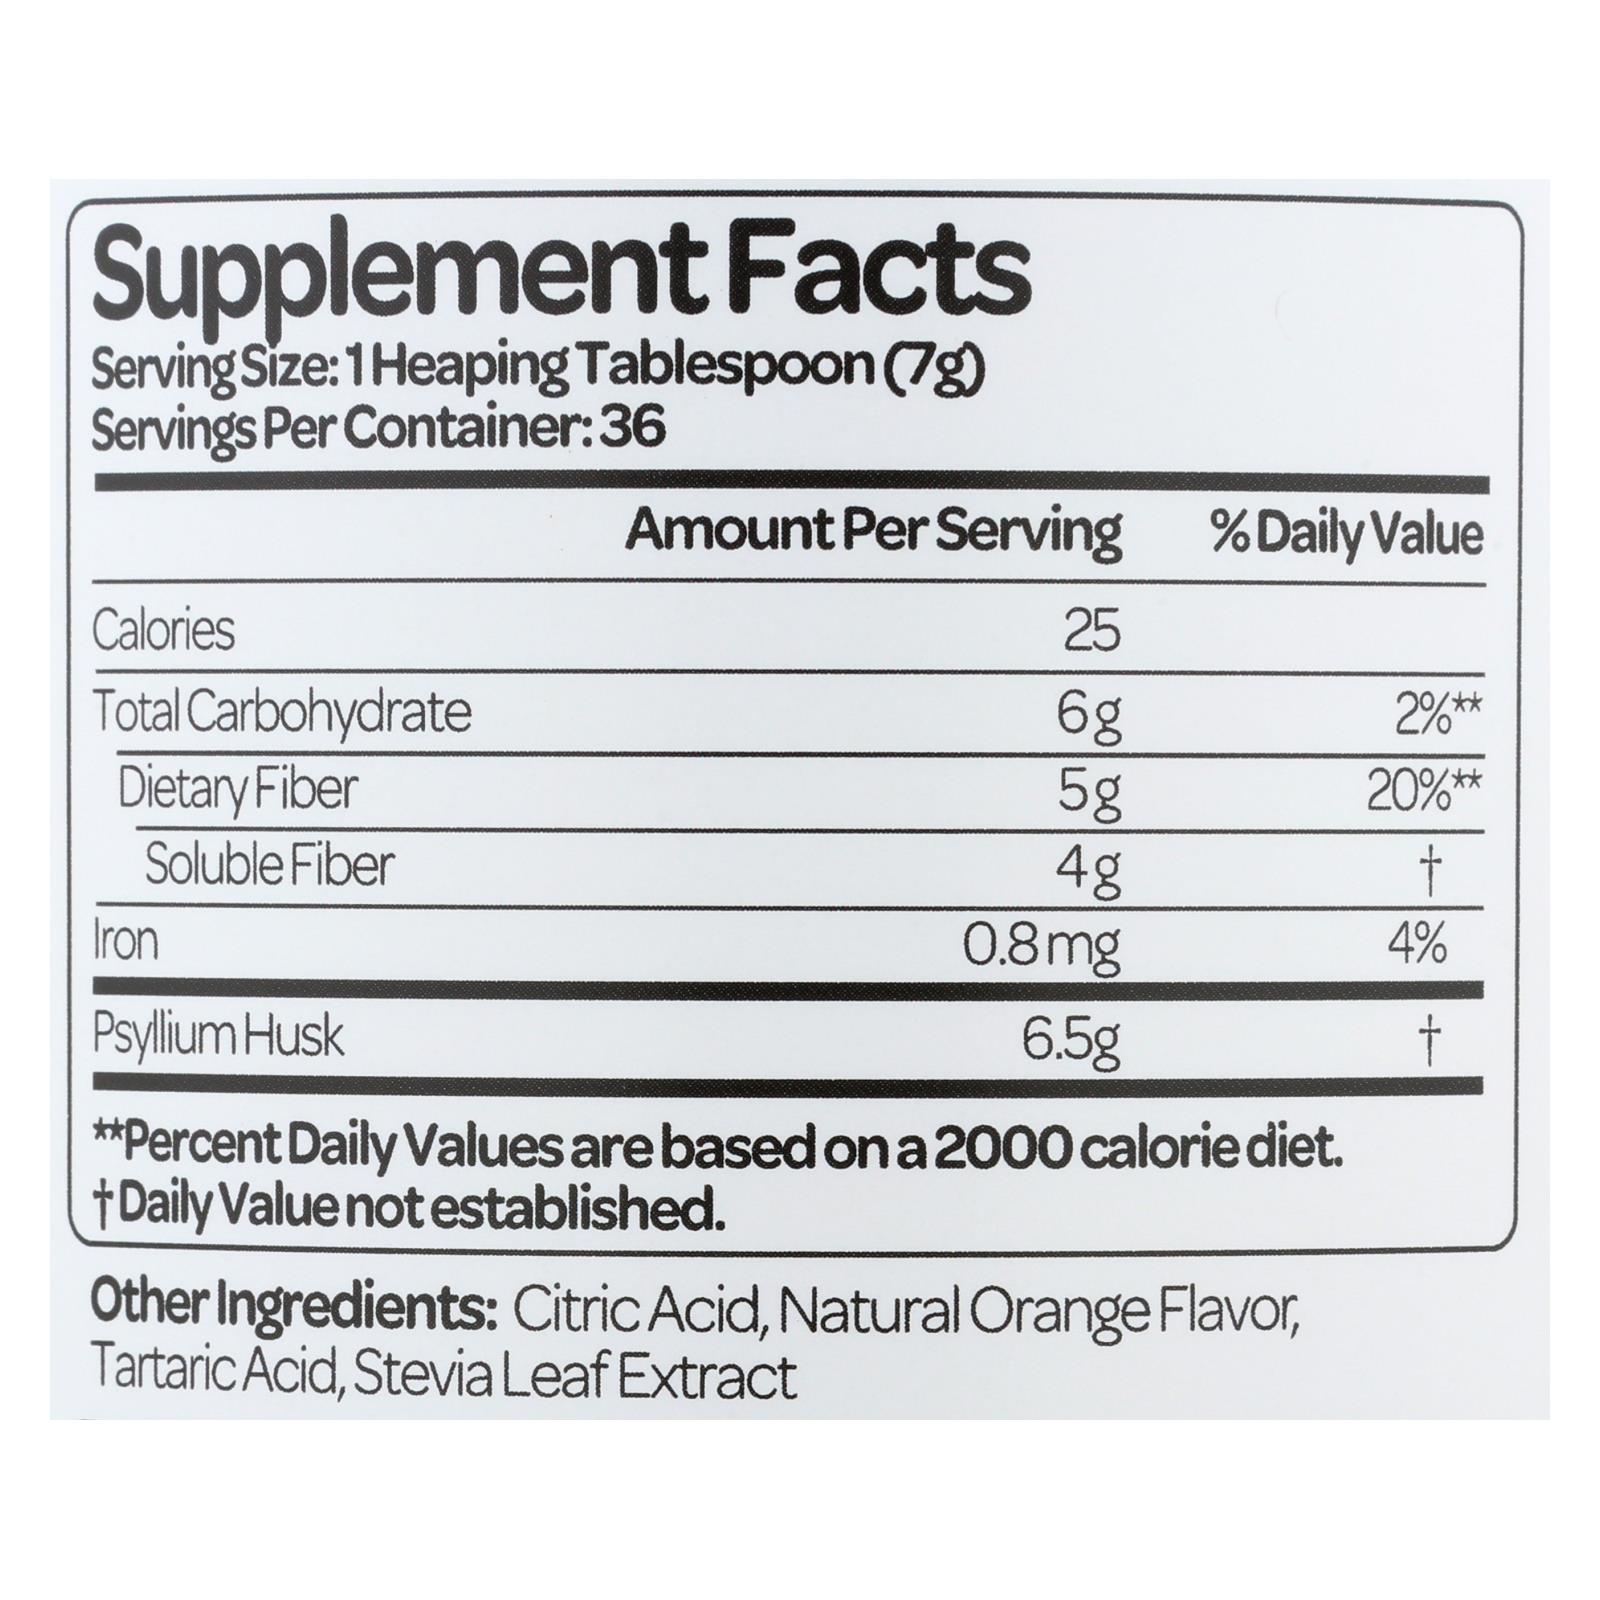 Supplement Facts
Serving Size: 1 Heaping Tablespoon (7g)
Servings Per Container: 36
Amount Per Serving % Daily Value
Calories 25
Total Carbohydrate 6g 2%**
Dietary Fiber 5g 20%**
Soluble Fiber 4g †
Iron 0.8mg 4%
Psyllium Husk 6.5g †
**Percent Daily Values are based on a 2000 calorie diet.
† Daily Value not established.
Other Ingredients: Citric Acid, Natural Orange Flavor,
Tartaric Acid, Stevia Leaf Extract